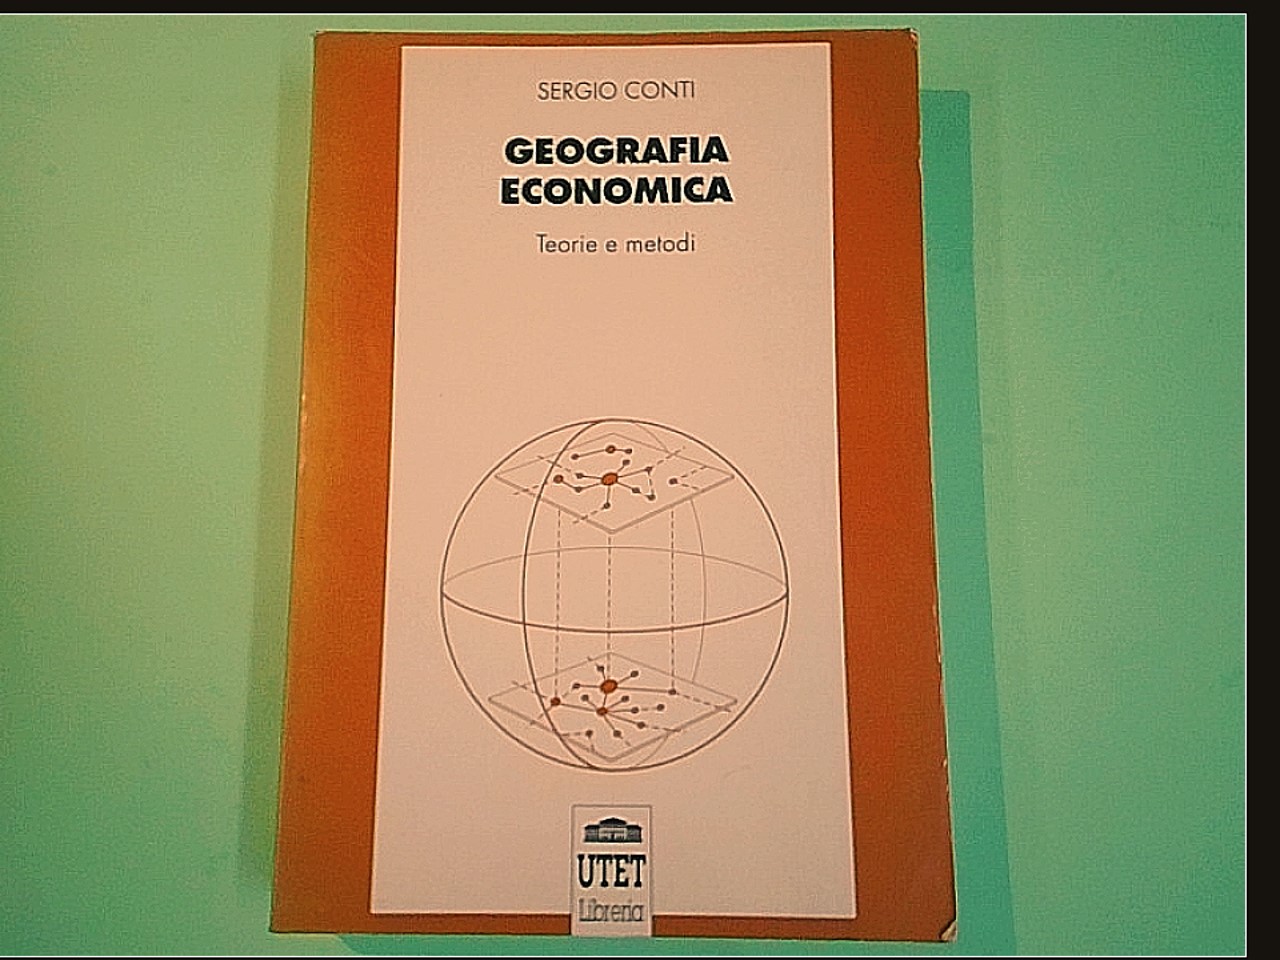 SERGIO CONTI
GEOGRAFIA
ECONOMICA
Teorie e metodi
UTET
Libreria